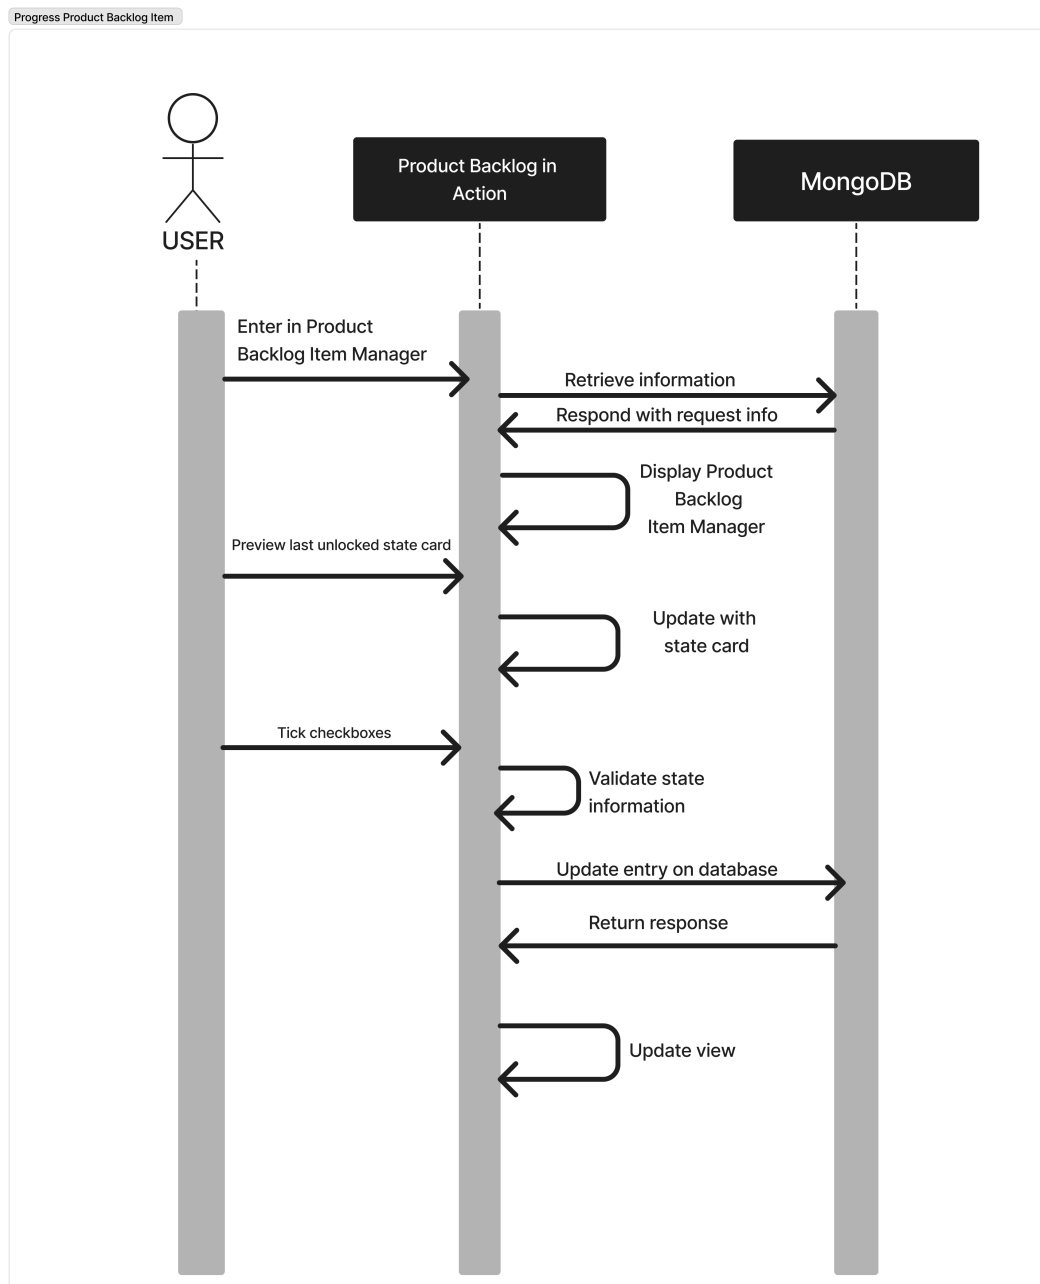 Progress Product Backlog Item
Product Backlog in
Action
MongoDB
USER
Enter in Product
Backlog Item Manager
Retrieve information
Respond with request info
Display Product
Backlog
Item Manager
Preview last unlocked state card
Update with
state card
Tick checkboxes
Validate state
information
Update entry on database
Return response
Update view